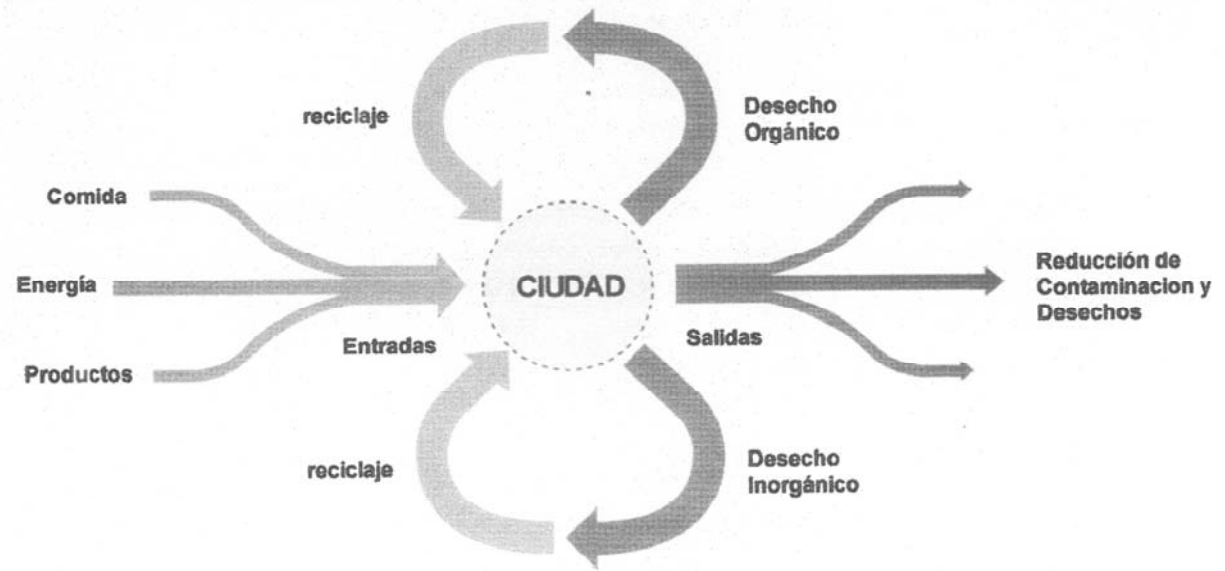 reciclaje
Desecho
Orgánico
Comida
Energía
Productos
Entradas
CIUDAD
Salidas
Reducción de
Contaminacion y
Desechos
reciclaje
Desecho
Inorgánico